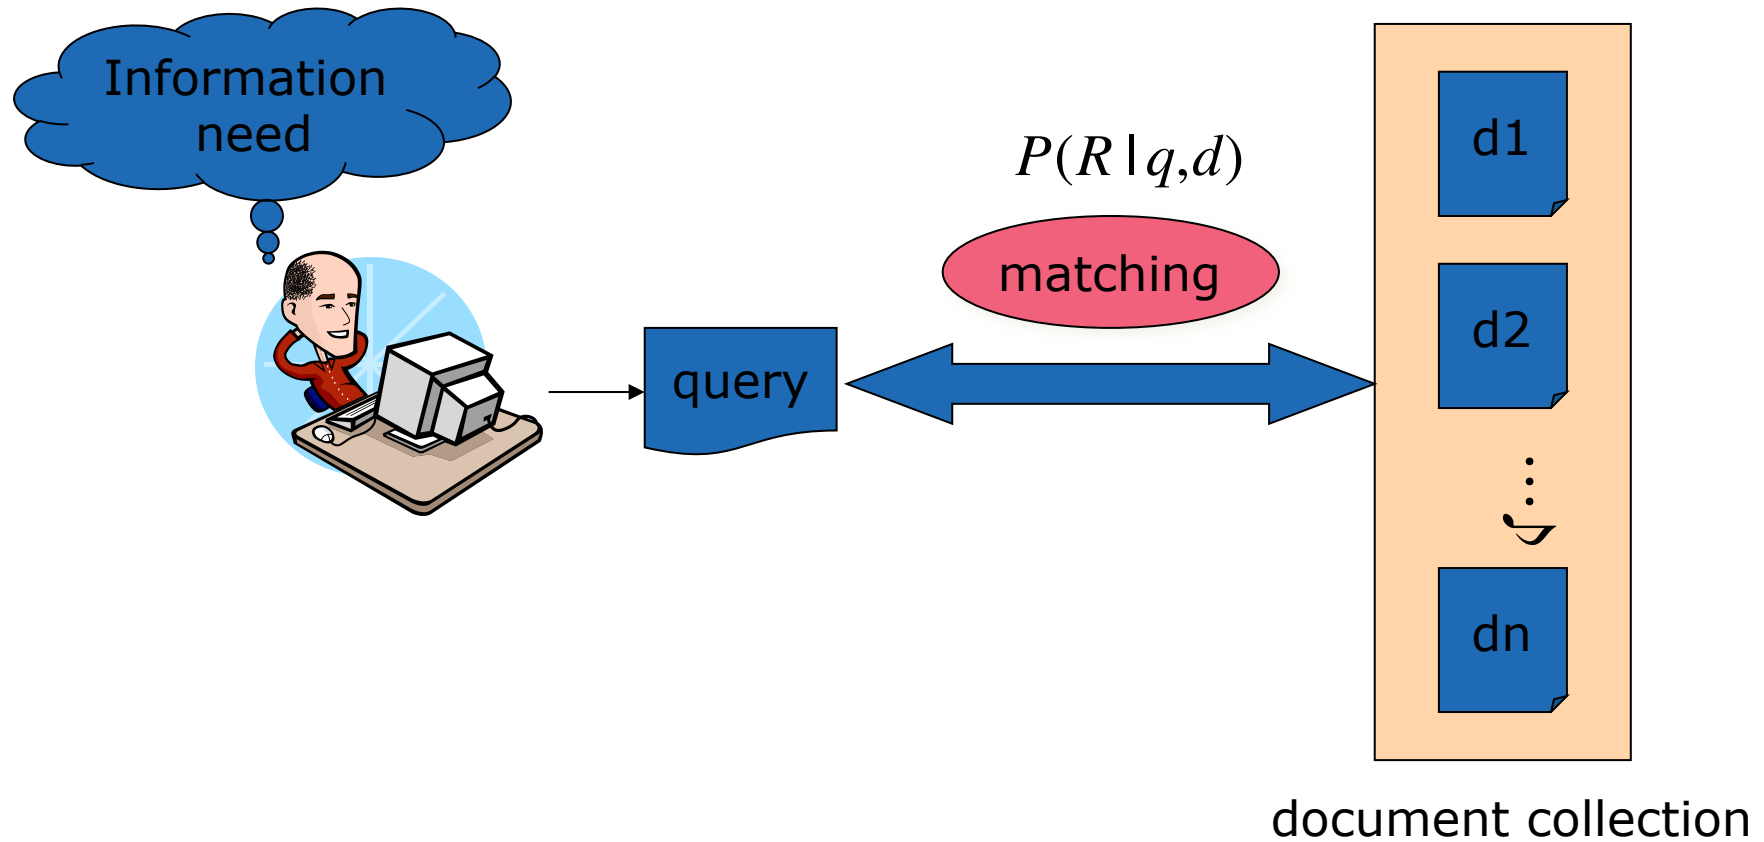 Information
need
P(R|q,d)
matching
query
d1
d2
⋮
dn
document collection